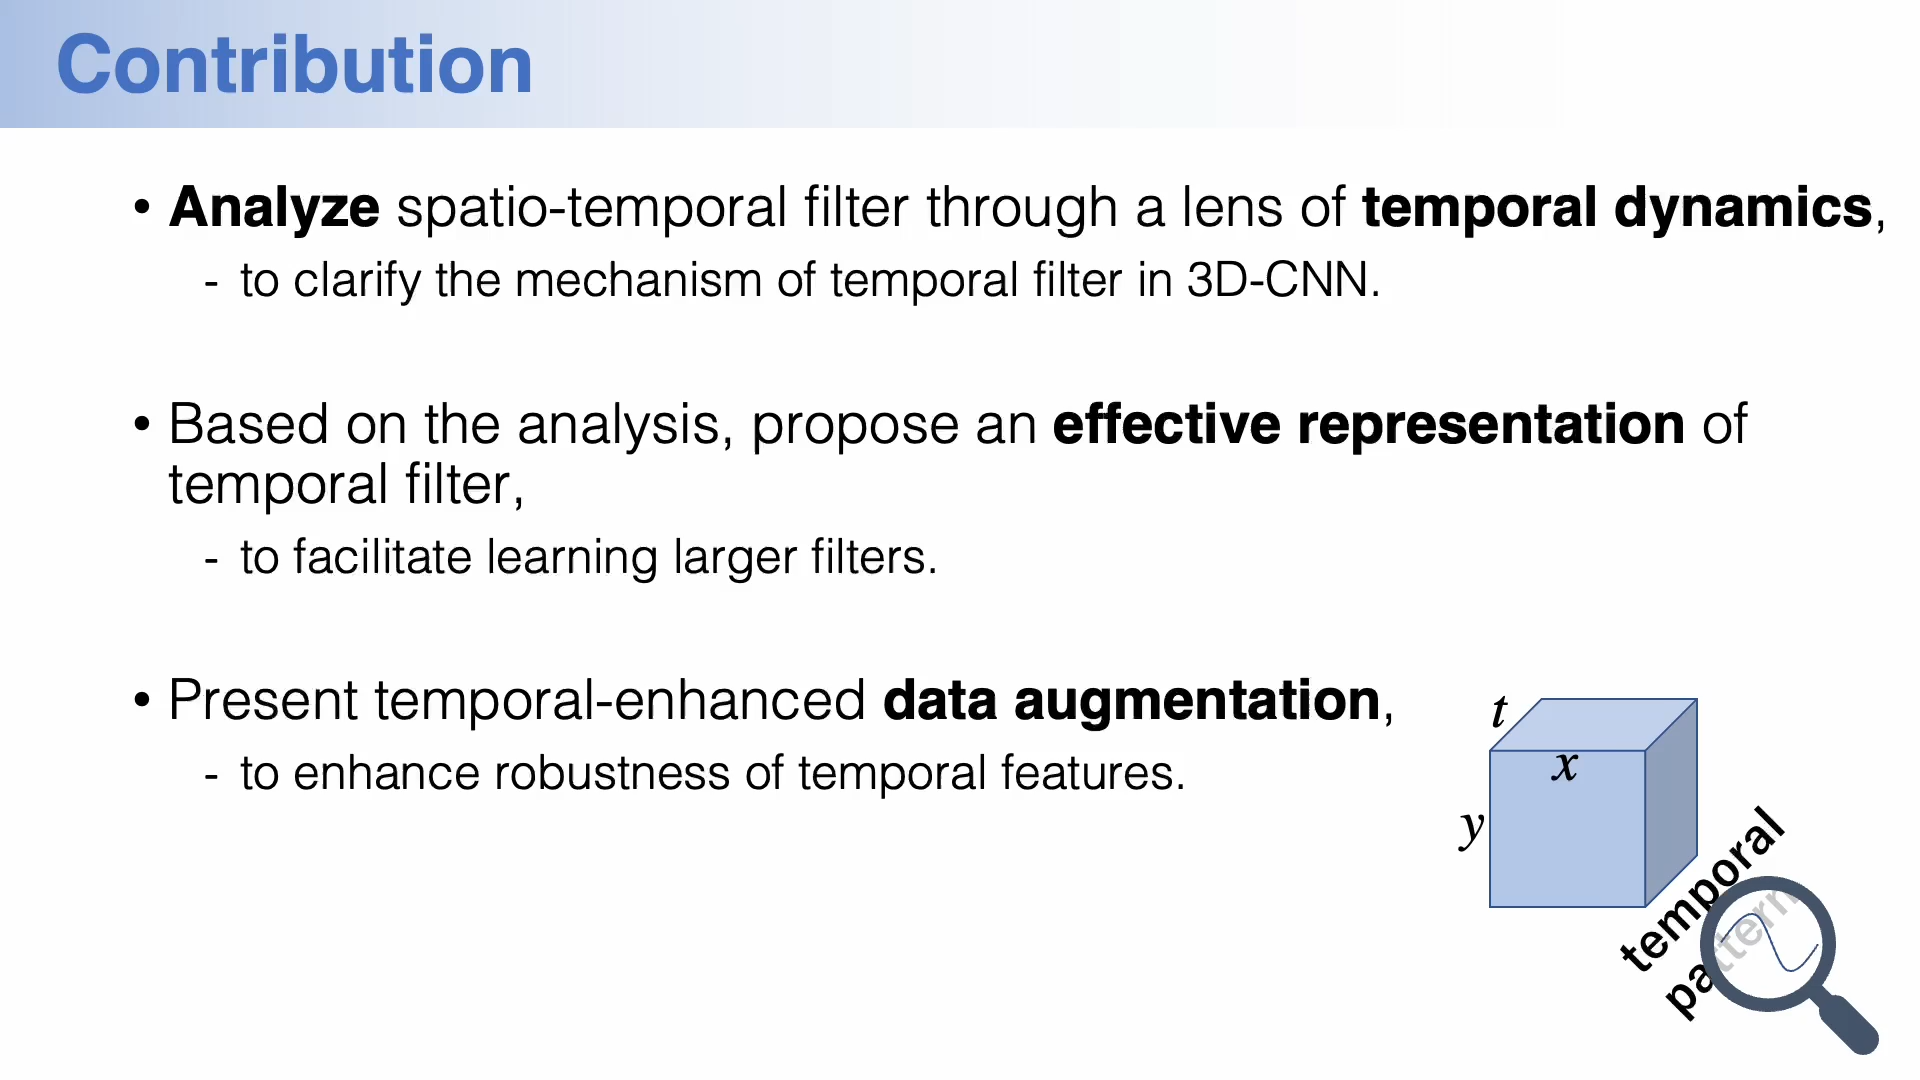 Contribution
• Analyze spatio-temporal filter through a lens of temporal dynamics,
- to clarify the mechanism of temporal filter in 3D-CNN.
• Based on the analysis, propose an effective representation of
temporal filter,
- to facilitate learning larger filters.
• Present temporal-enhanced data augmentation,
- to enhance robustness of temporal features.
t
x
y
temporal
pattern